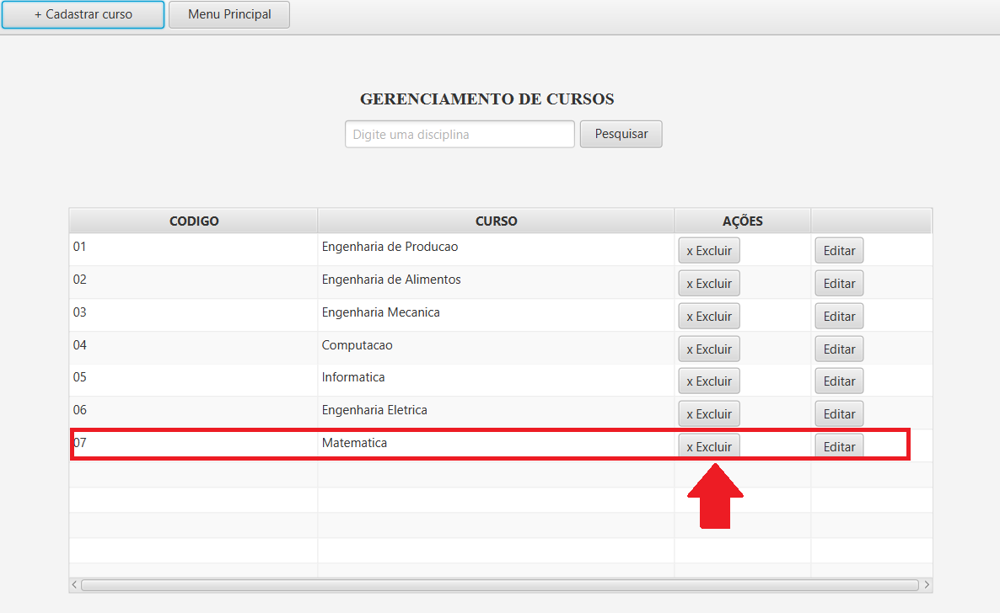 + Cadastrar curso Menu Principal
GERENCIAMENTO DE CURSOS
Digite uma disciplina Pesquisar
CODIGO CURSO AÇÕES
01 Engenharia de Producao x Excluir Editar
02 Engenharia de Alimentos x Excluir Editar
03 Engenharia Mecanica x Excluir Editar
04 Computacao x Excluir Editar
05 Informatica x Excluir Editar
06 Engenharia Eletrica x Excluir Editar
07 Matematica x Excluir Editar